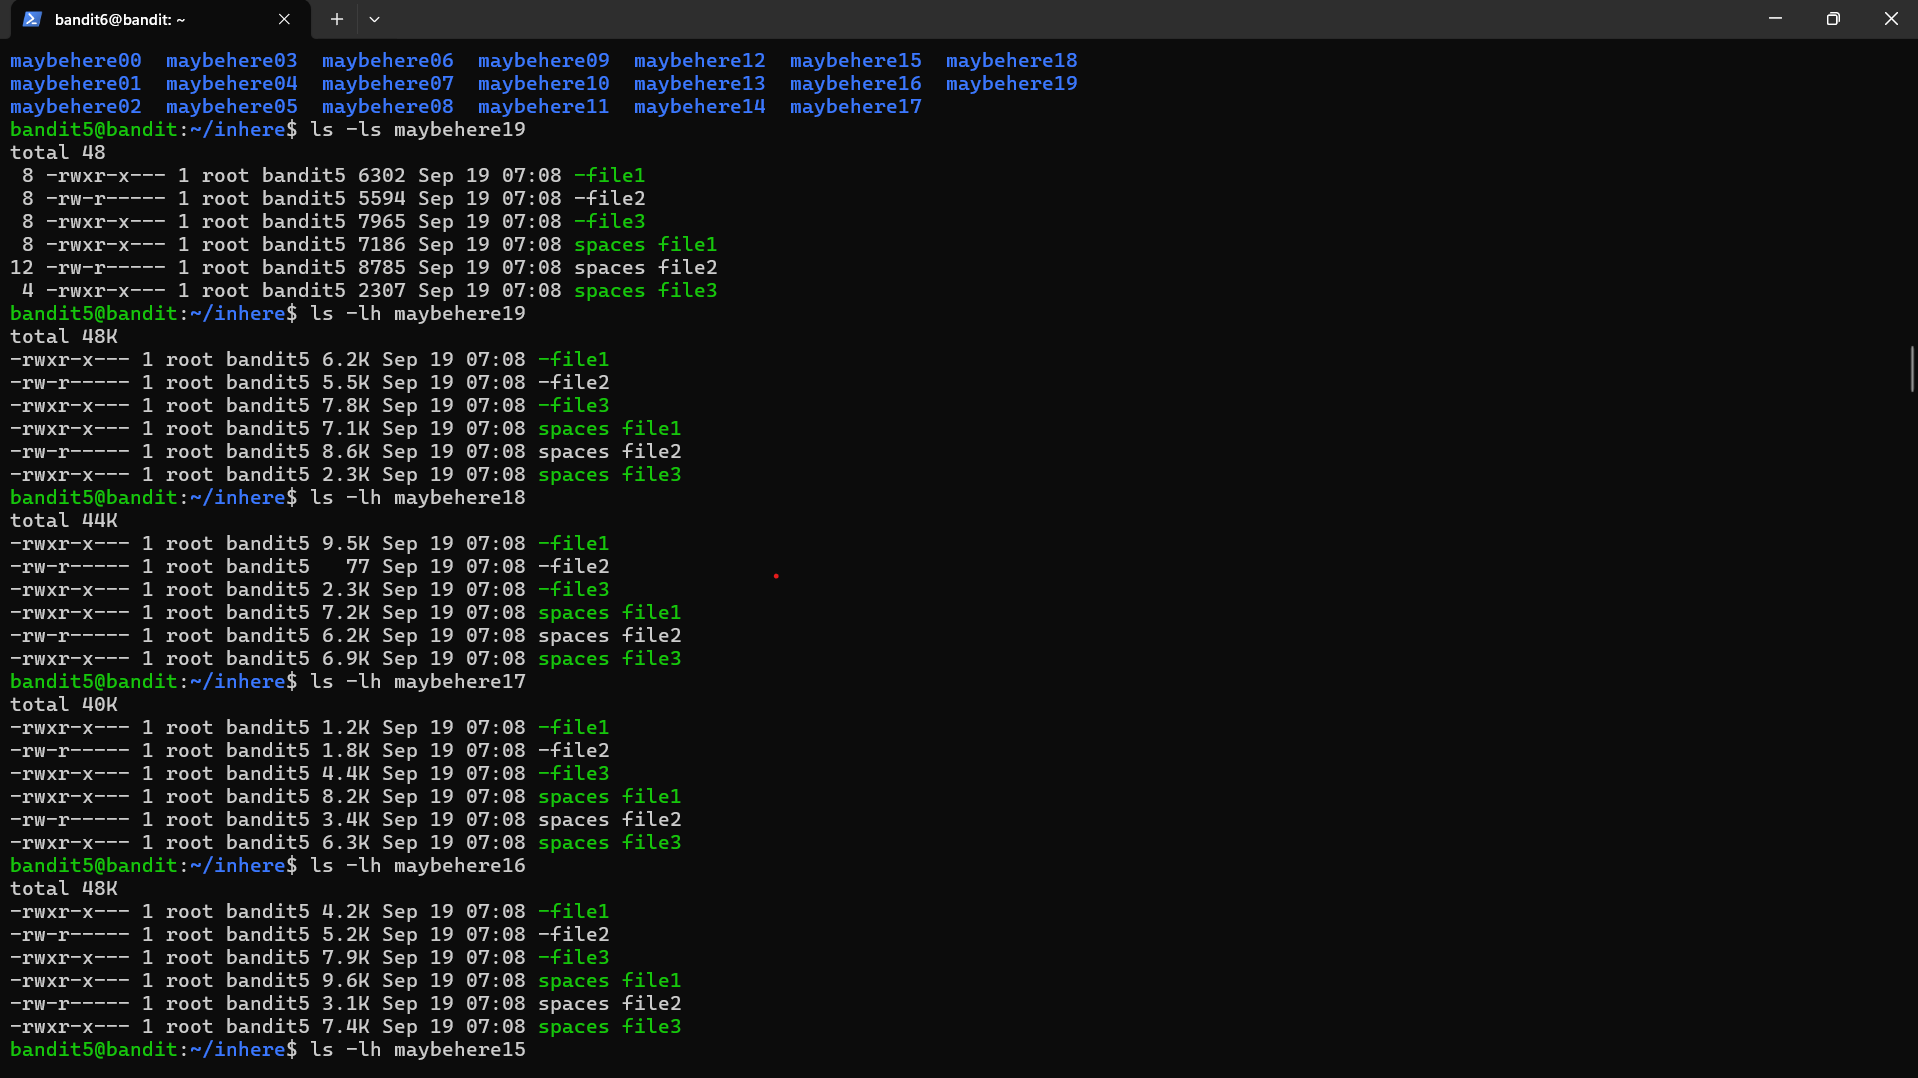 bandit6@bandit: ~
maybehere00  maybehere03  maybehere06  maybehere09  maybehere12  maybehere15  maybehere18
maybehere01  maybehere04  maybehere07  maybehere10  maybehere13  maybehere16  maybehere19
maybehere02  maybehere05  maybehere08  maybehere11  maybehere14  maybehere17
bandit5@bandit:~/inhere$ ls -ls maybehere19
total 48
 8 -rwxr-x--- 1 root bandit5 6302 Sep 19 07:08 -file1
 8 -rw-r----- 1 root bandit5 5594 Sep 19 07:08 -file2
 8 -rwxr-x--- 1 root bandit5 7965 Sep 19 07:08 -file3
 8 -rwxr-x--- 1 root bandit5 7186 Sep 19 07:08 spaces file1
12 -rw-r----- 1 root bandit5 8785 Sep 19 07:08 spaces file2
 4 -rwxr-x--- 1 root bandit5 2307 Sep 19 07:08 spaces file3
bandit5@bandit:~/inhere$ ls -lh maybehere19
total 48K
-rwxr-x--- 1 root bandit5 6.2K Sep 19 07:08 -file1
-rw-r----- 1 root bandit5 5.5K Sep 19 07:08 -file2
-rwxr-x--- 1 root bandit5 7.8K Sep 19 07:08 -file3
-rwxr-x--- 1 root bandit5 7.1K Sep 19 07:08 spaces file1
-rw-r----- 1 root bandit5 8.6K Sep 19 07:08 spaces file2
-rwxr-x--- 1 root bandit5 2.3K Sep 19 07:08 spaces file3
bandit5@bandit:~/inhere$ ls -lh maybehere18
total 44K
-rwxr-x--- 1 root bandit5 9.5K Sep 19 07:08 -file1
-rw-r----- 1 root bandit5   77 Sep 19 07:08 -file2
-rwxr-x--- 1 root bandit5 2.3K Sep 19 07:08 -file3
-rwxr-x--- 1 root bandit5 7.2K Sep 19 07:08 spaces file1
-rw-r----- 1 root bandit5 6.2K Sep 19 07:08 spaces file2
-rwxr-x--- 1 root bandit5 6.9K Sep 19 07:08 spaces file3
bandit5@bandit:~/inhere$ ls -lh maybehere17
total 40K
-rwxr-x--- 1 root bandit5 1.2K Sep 19 07:08 -file1
-rw-r----- 1 root bandit5 1.8K Sep 19 07:08 -file2
-rwxr-x--- 1 root bandit5 4.4K Sep 19 07:08 -file3
-rwxr-x--- 1 root bandit5 8.2K Sep 19 07:08 spaces file1
-rw-r----- 1 root bandit5 3.4K Sep 19 07:08 spaces file2
-rwxr-x--- 1 root bandit5 6.3K Sep 19 07:08 spaces file3
bandit5@bandit:~/inhere$ ls -lh maybehere16
total 48K
-rwxr-x--- 1 root bandit5 4.2K Sep 19 07:08 -file1
-rw-r----- 1 root bandit5 5.2K Sep 19 07:08 -file2
-rwxr-x--- 1 root bandit5 7.9K Sep 19 07:08 -file3
-rwxr-x--- 1 root bandit5 9.6K Sep 19 07:08 spaces file1
-rw-r----- 1 root bandit5 3.1K Sep 19 07:08 spaces file2
-rwxr-x--- 1 root bandit5 7.4K Sep 19 07:08 spaces file3
bandit5@bandit:~/inhere$ ls -lh maybehere15